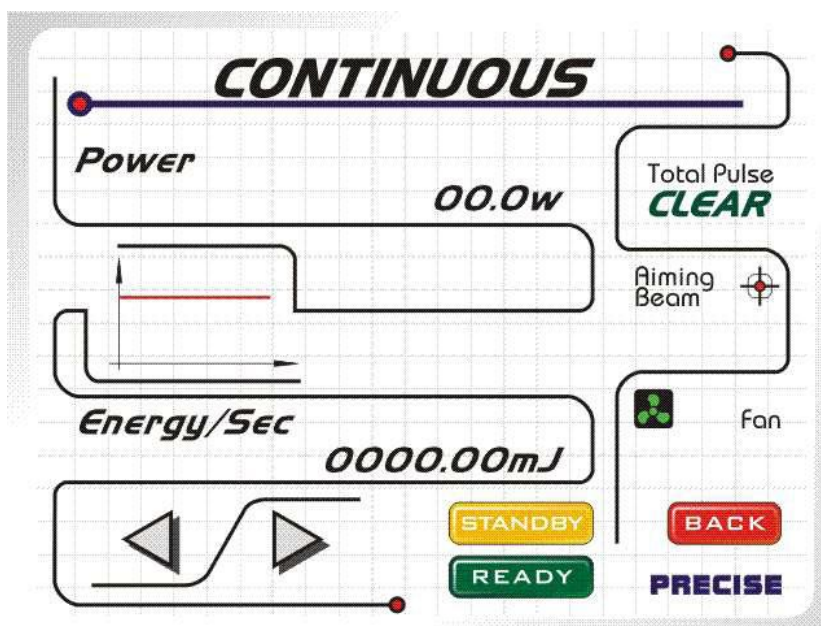 CONTINUOUS
Power
00.0w
Total Pulse
CLEAR
Aiming
Beam
Energy/Sec
0000.00mJ
Fan
STANDBY
BACK
READY
PRECISE